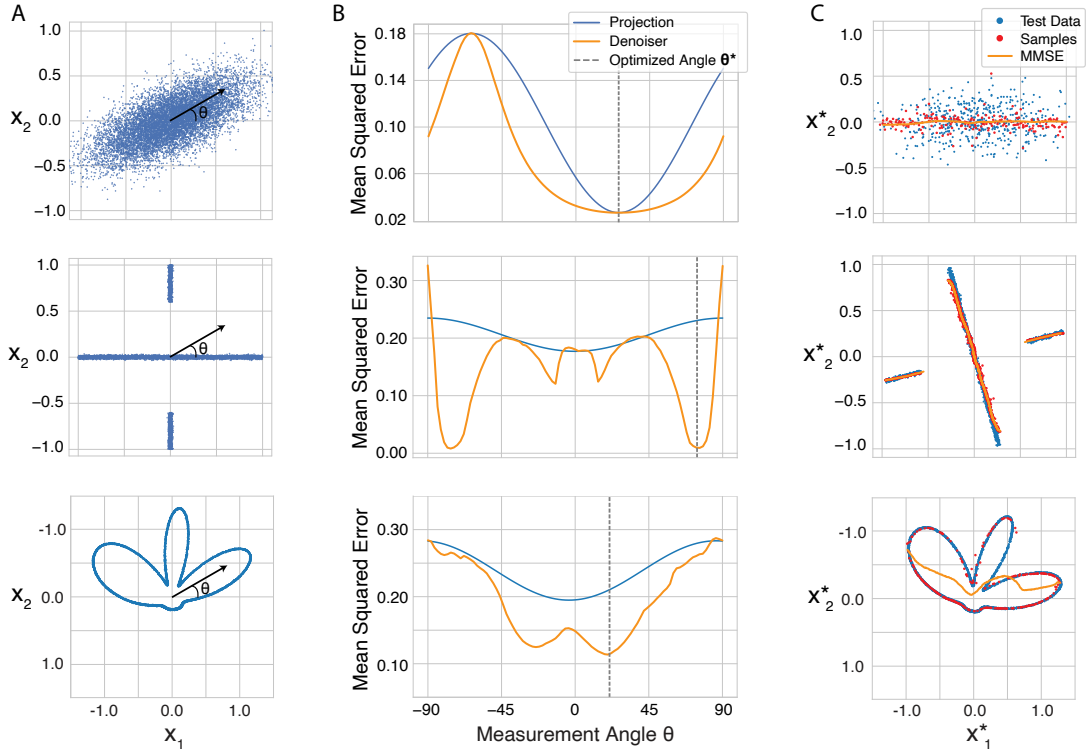 A
B
C
1.0
0.5
0.0
−0.5
−1.0
X2
θ
0.18
0.14
0.10
0.06
0.02
Mean Squared Error
Projection
Denoiser
Optimized Angle θ*
1.0
0.5
0.0
−0.5
−1.0
X*2
Test Data
Samples
MMSE
1.0
0.5
0.0
−0.5
−1.0
X2
θ
0.30
0.20
0.10
0.00
Mean Squared Error
1.0
0.5
0.0
−0.5
−1.0
X*2
-1.0
0.0
1.0
X2
θ
-1.0
0.0
1.0
X1
0.30
0.20
0.10
Mean Squared Error
−90
−45
0
45
90
Measurement Angle θ
-1.0
0.0
1.0
X*2
-1.0
0.0
1.0
X*1